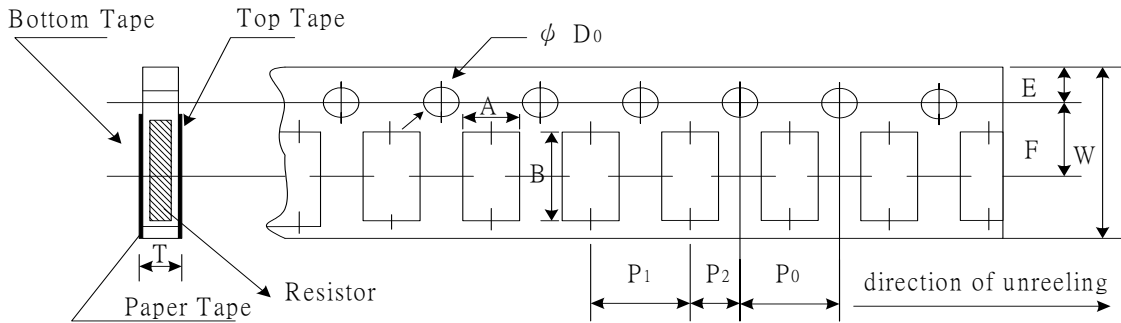 Bottom Tape
Top Tape
ϕ D0
E
A
F
W
B
T
P1
P2
P0
Resistor
direction of unreeling
Paper Tape